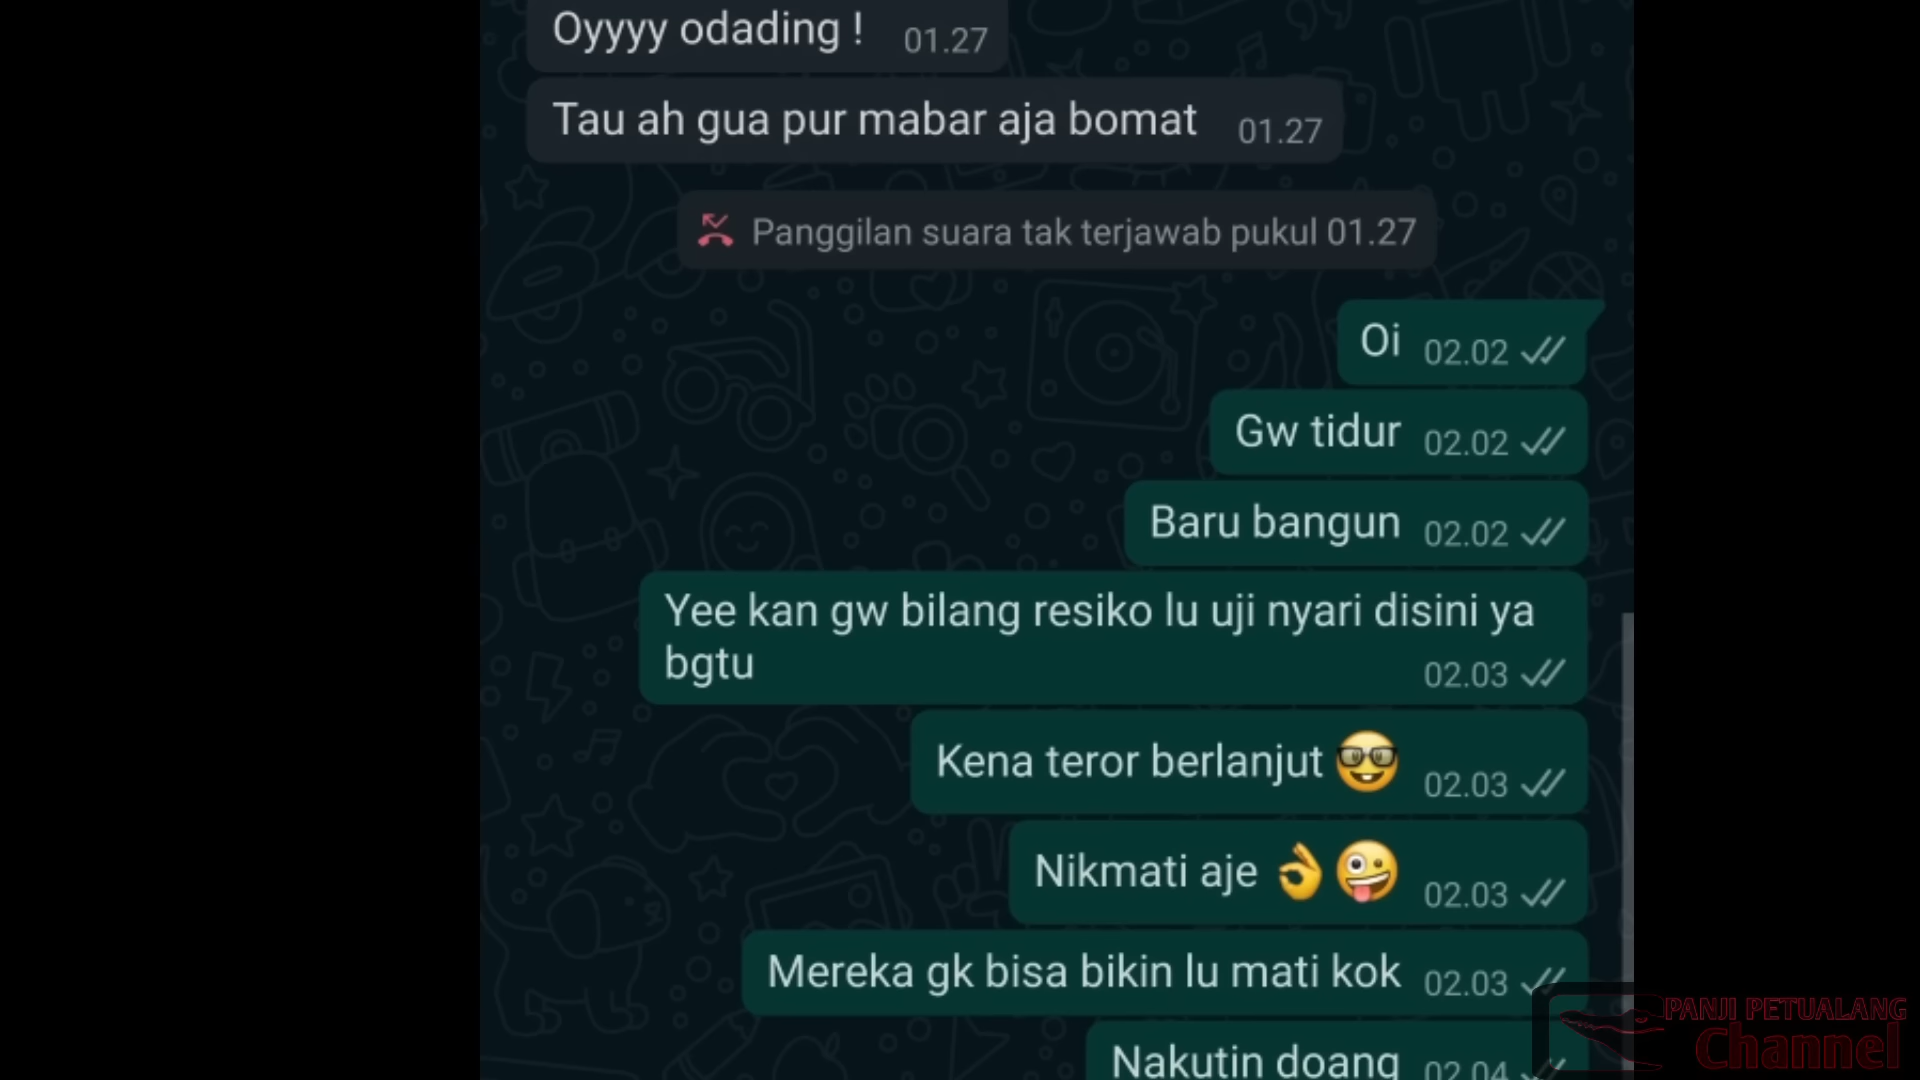 Oyyyy odading ! 01.27
Tau ah gua pur mabar aja bomat 01.27
Panggilan suara tak terjawab pukul 01.27
Oi 02.02
Gw tidur 02.02
Baru bangun 02.02
Yee kan gw bilang resiko lu uji nyari disini ya
bgtu 02.03
Kena teror berlanjut 🤓 02.03
Nikmati aje 👌🤪 02.03
Mereka gk bisa bikin lu mati kok 02.03
Nakutin doang 02.04
PANJI PETUALANG
Channel